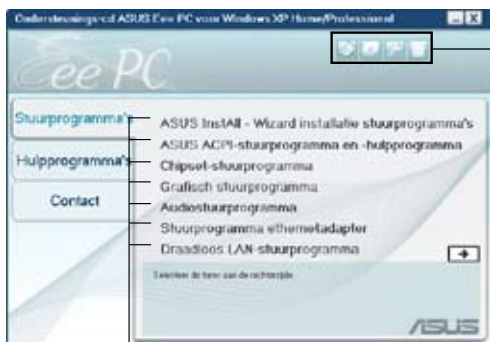 Ondersteunings-cd ASUS Eee PC voor Windows XP Home/Professional
Eee PC
Stuurprogramma's
Hulpprogramma's
Contact
ASUS InstAll - Wizard installatie stuurprogramma's
ASUS ACPI-stuurprogramma en -hulpprogramma
Chipset-stuurprogramma
Grafisch stuurprogramma
Audiostuurprogramma
Stuurprogramma ethernetadapter
Draadloos LAN-stuurprogramma
Selecteer de items aan de rechterzijde.
ASUS